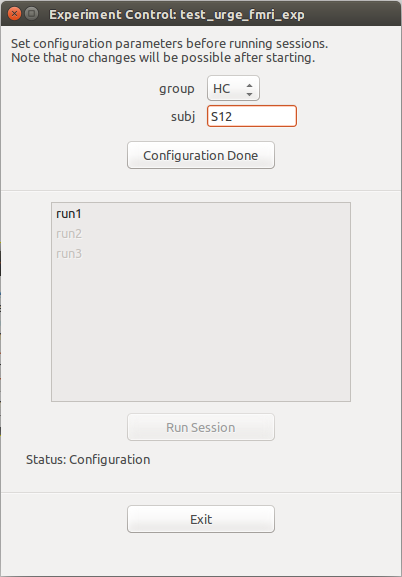 Experiment Control: test_urge_fmri_exp
Set configuration parameters before running sessions.
Note that no changes will be possible after starting.
group HC
subj S12
Configuration Done
run1
run2
run3
Run Session
Status: Configuration
Exit